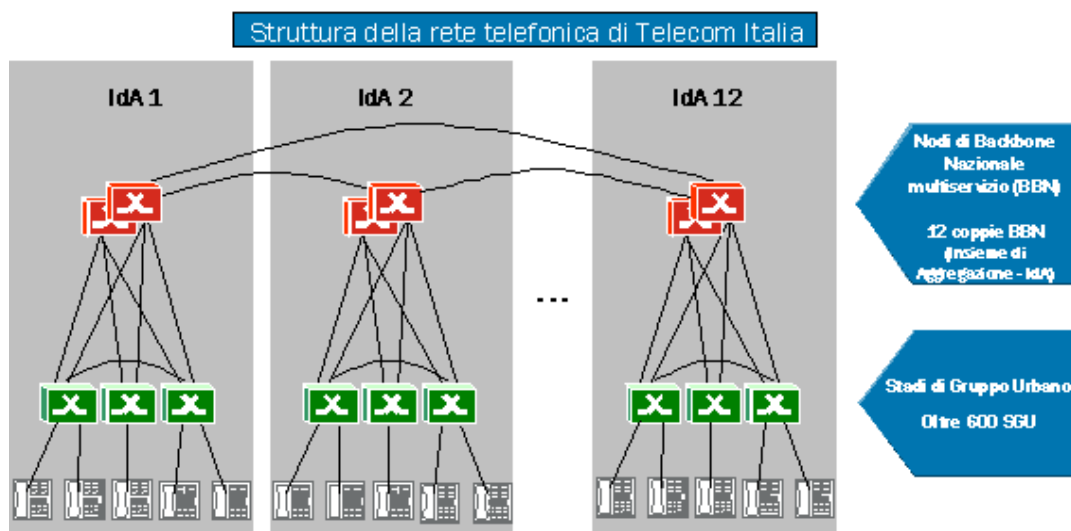 Struttura della rete telefonica di Telecom Italia
IdA 1
IdA 2
IdA 12
...
Nodi di Backbone
Nazionale
multiservizio (BBN)
12 coppie BBN
(Insieme di
Aggregazione - IdA)
Stadi di Gruppo Urbano
Oltre 600 SGU